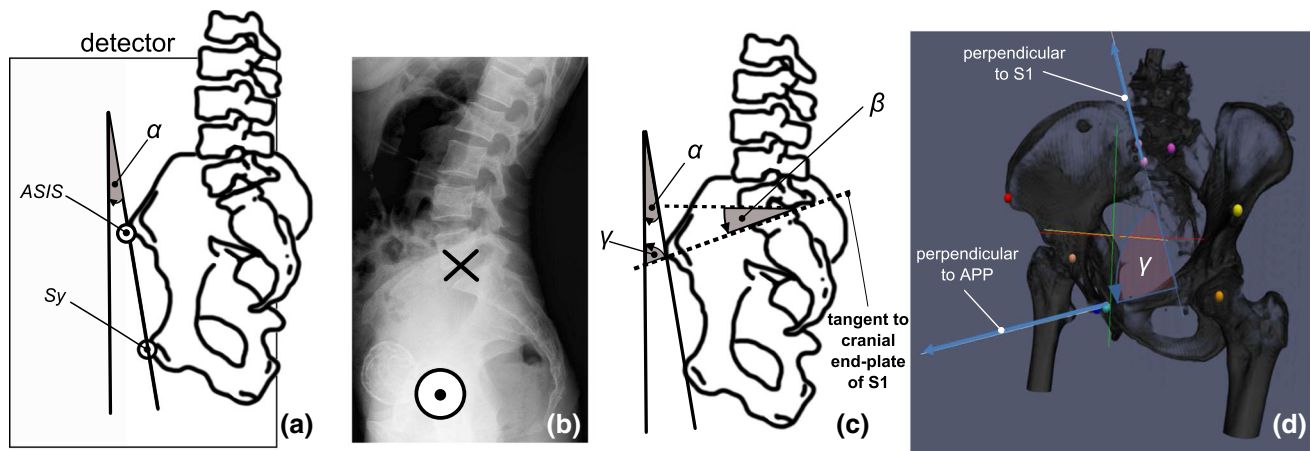 detector
α
ASIS
Sy
(a)
(b)
α
β
γ
tangent to
cranial
end-plate
of S1
(c)
perpendicular
to S1
perpendicular
to APP
γ
(d)